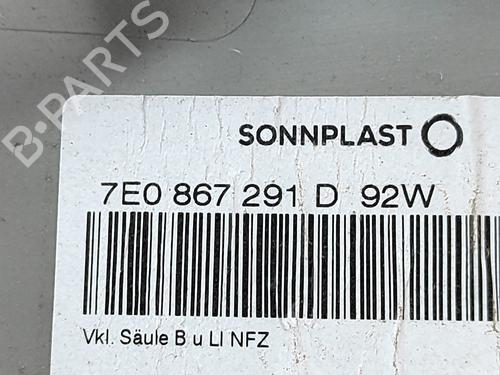 B-PARTS
SONNPLAST
7E0 867 291 D 92W
Vkl. Säule B u LI NFZ